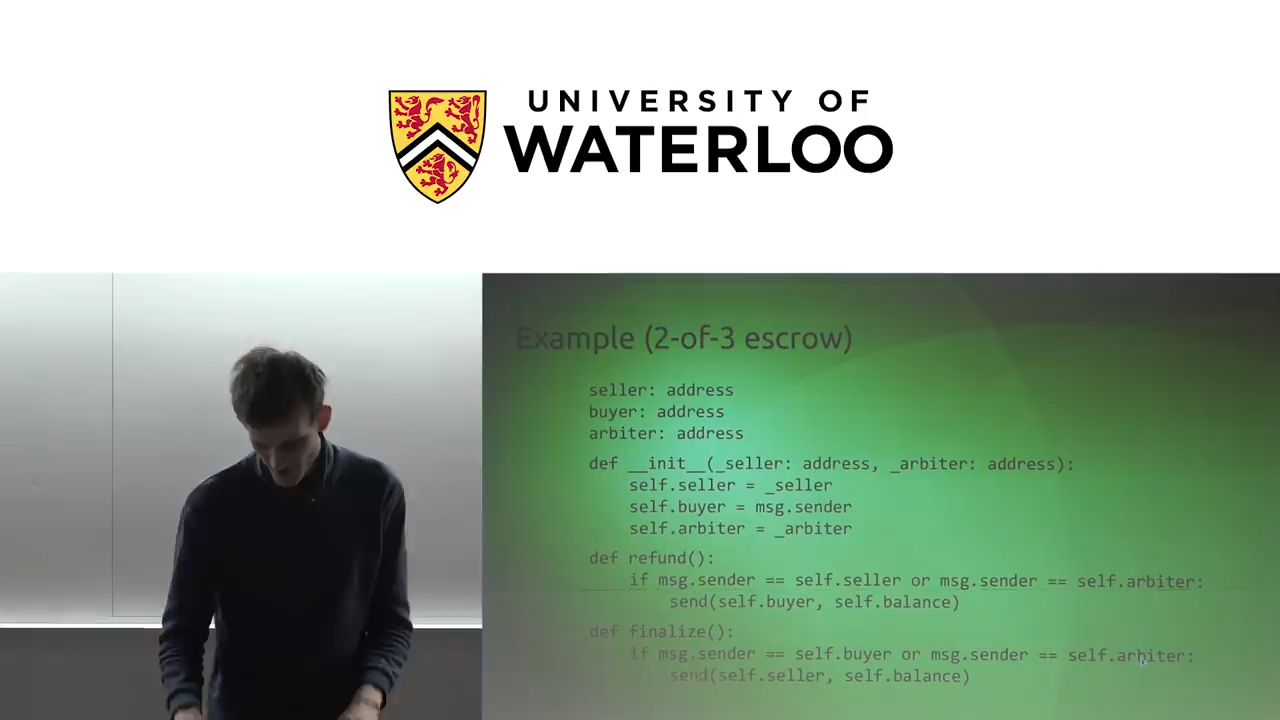 UNIVERSITY OF
WATERLOO
Example (2-of-3 escrow)
seller: address
buyer: address
arbiter: address
def __init__(_seller: address, _arbiter: address):
self.seller = _seller
self.buyer = msg.sender
self.arbiter = _arbiter
def refund():
if msg.sender == self.seller or msg.sender == self.arbiter:
send(self.buyer, self.balance)
def finalize():
if msg.sender == self.buyer or msg.sender == self.arbiter:
send(self.seller, self.balance)